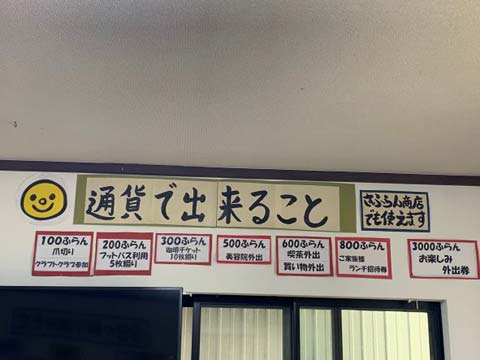 通貨で出来ること
さふらん商店
でも使えます
100ふらん
爪切り
クラフトクラブ参加
200ふらん
フットバス利用
5枚綴り
300ふらん
珈琲チケット
10枚綴り
500ふらん
美容院外出
600ふらん
喫茶外出
買い物外出
800ふらん
ご家族様
ランチ招待券
3000ふらん
お楽しみ
外出券